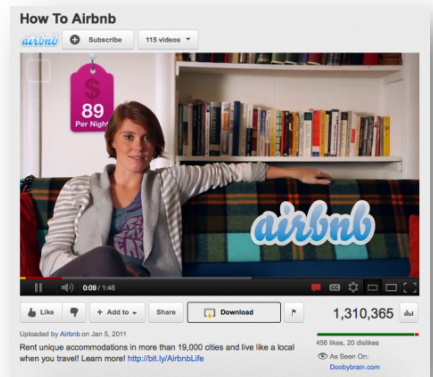 How To Airbnb
airbnb Subscribe 115 videos
$
89
Per Night
airbnb
0:09 / 1:46 CC
Like + Add to Share Download 1,310,365
Uploaded by Airbnb on Jan 5, 2011
456 likes, 20 dislikes
Rent unique accommodations in more than 19,000 cities and live like a local
when you travel! Learn more! http://bit.ly/AirbnbLife
As Seen On:
Doobybrain.com